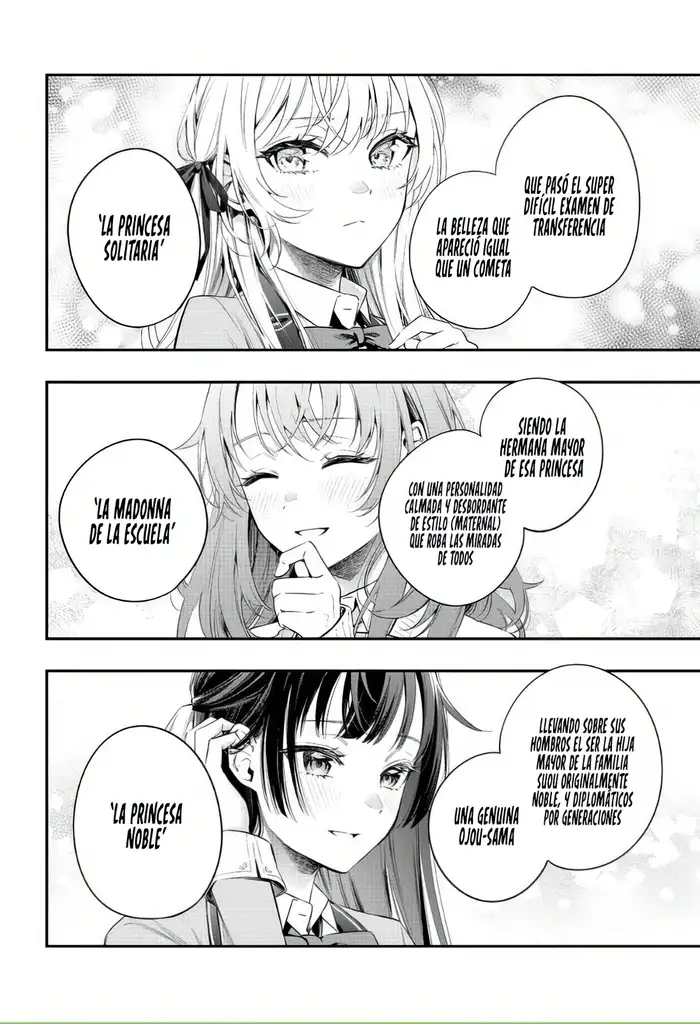 QUE PASÓ EL SUPER
DIFÍCIL EXAMEN DE
TRANSFERENCIA
LA BELLEZA QUE
APARECIÓ IGUAL
QUE UN COMETA
'LA PRINCESA
SOLITARIA'
SIENDO LA
HERMANA MAYOR
DE ESA PRINCESA
CON UNA PERSONALIDAD
CALMADA Y DESBORDANTE
DE ESTILO (MATERNAL)
QUE ROBA LAS MIRADAS
DE TODOS
'LA MADONNA
DE LA ESCUELA'
LLEVANDO SOBRE SUS
HOMBROS EL SER LA HIJA
MAYOR DE LA FAMILIA
SUOU ORIGINALMENTE
NOBLE, Y DIPLOMÁTICOS
POR GENERACIONES
UNA GENUINA
OJOU-SAMA
'LA PRINCESA
NOBLE'